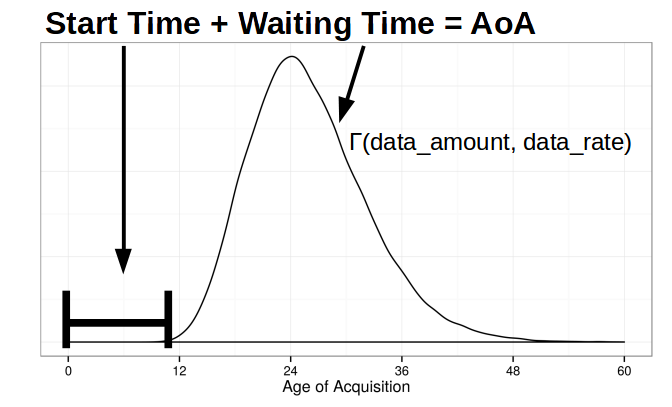 Start Time + Waiting Time = AoA
Γ(data_amount, data_rate)
0 12 24 36 48 60
Age of Acquisition